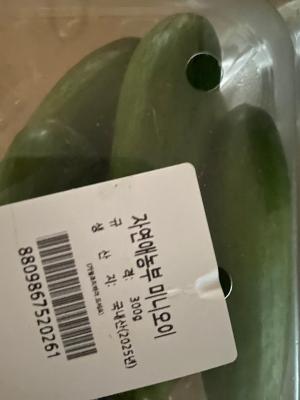 자연애농부 미니오이
규 격: 300g
생 산 자: 국내산(2025년)
8809867520261